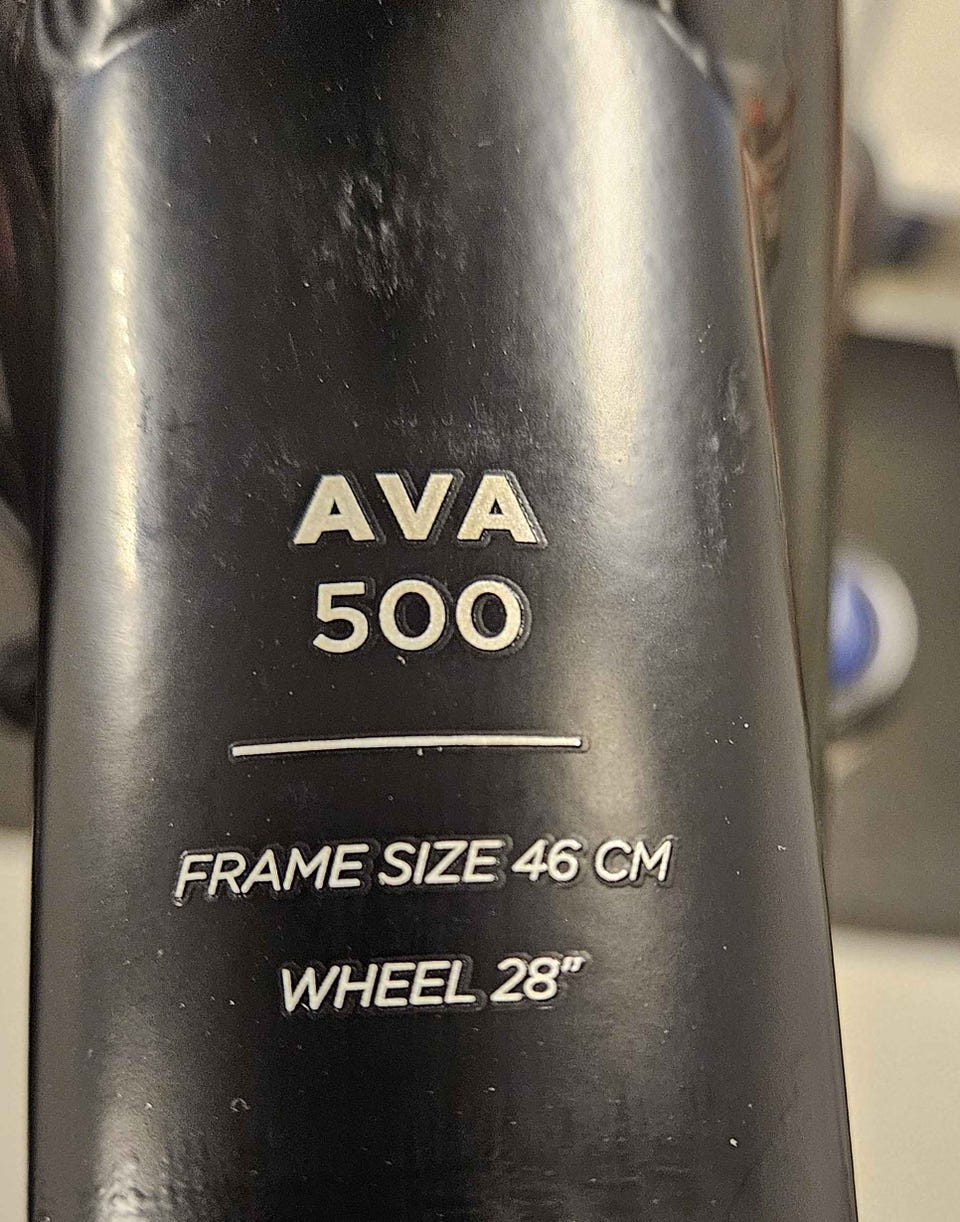 AVA
500
FRAME SIZE 46 CM
WHEEL 28”